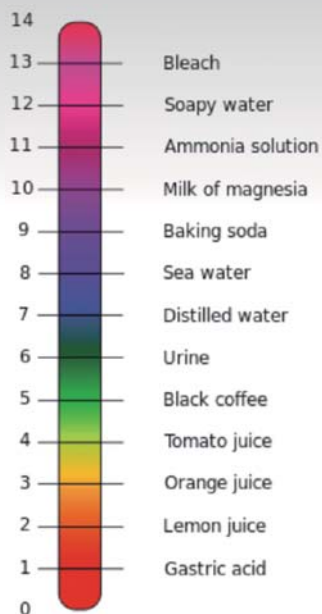 14
13 Bleach
12 Soapy water
11 Ammonia solution
10 Milk of magnesia
9 Baking soda
8 Sea water
7 Distilled water
6 Urine
5 Black coffee
4 Tomato juice
3 Orange juice
2 Lemon juice
1 Gastric acid
0